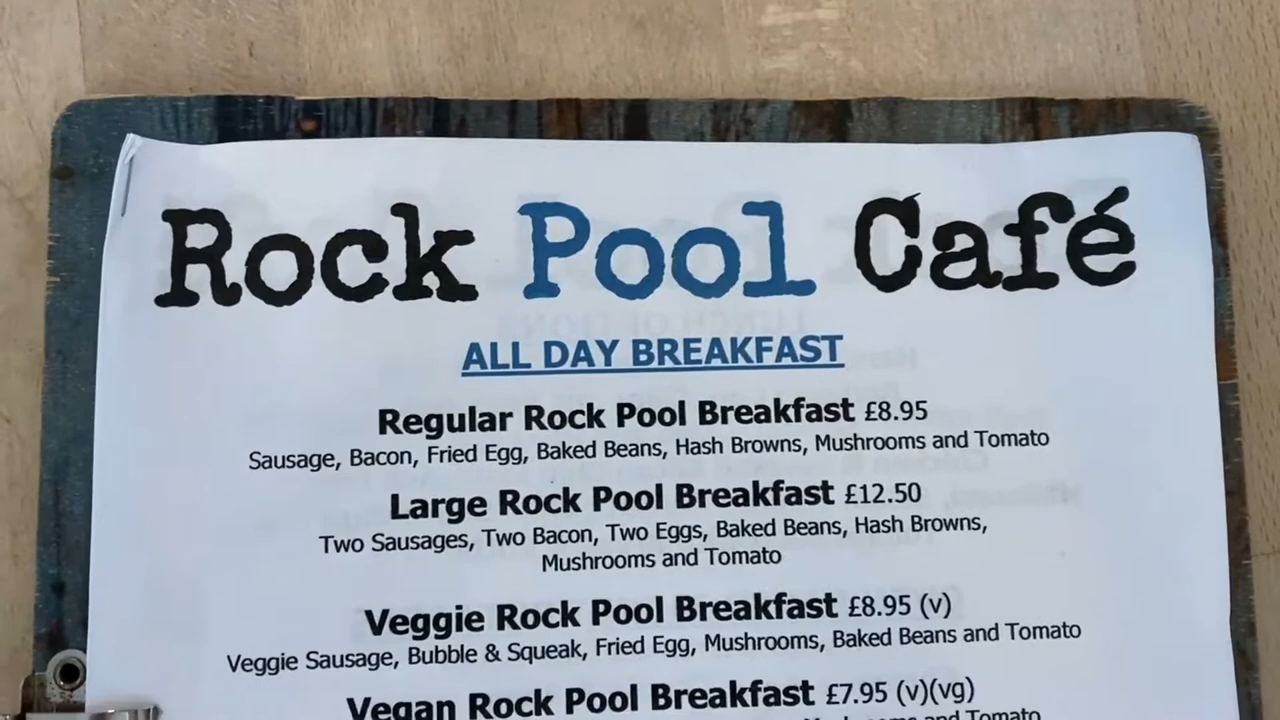 Rock Pool Café
ALL DAY BREAKFAST
Regular Rock Pool Breakfast £8.95
Sausage, Bacon, Fried Egg, Baked Beans, Hash Browns, Mushrooms and Tomato
Large Rock Pool Breakfast £12.50
Two Sausages, Two Bacon, Two Eggs, Baked Beans, Hash Browns,
Mushrooms and Tomato
Veggie Rock Pool Breakfast £8.95 (v)
Veggie Sausage, Bubble & Squeak, Fried Egg, Mushrooms, Baked Beans and Tomato
Vegan Rock Pool Breakfast £7.95 (v)(vg)
Mushrooms and Tomato